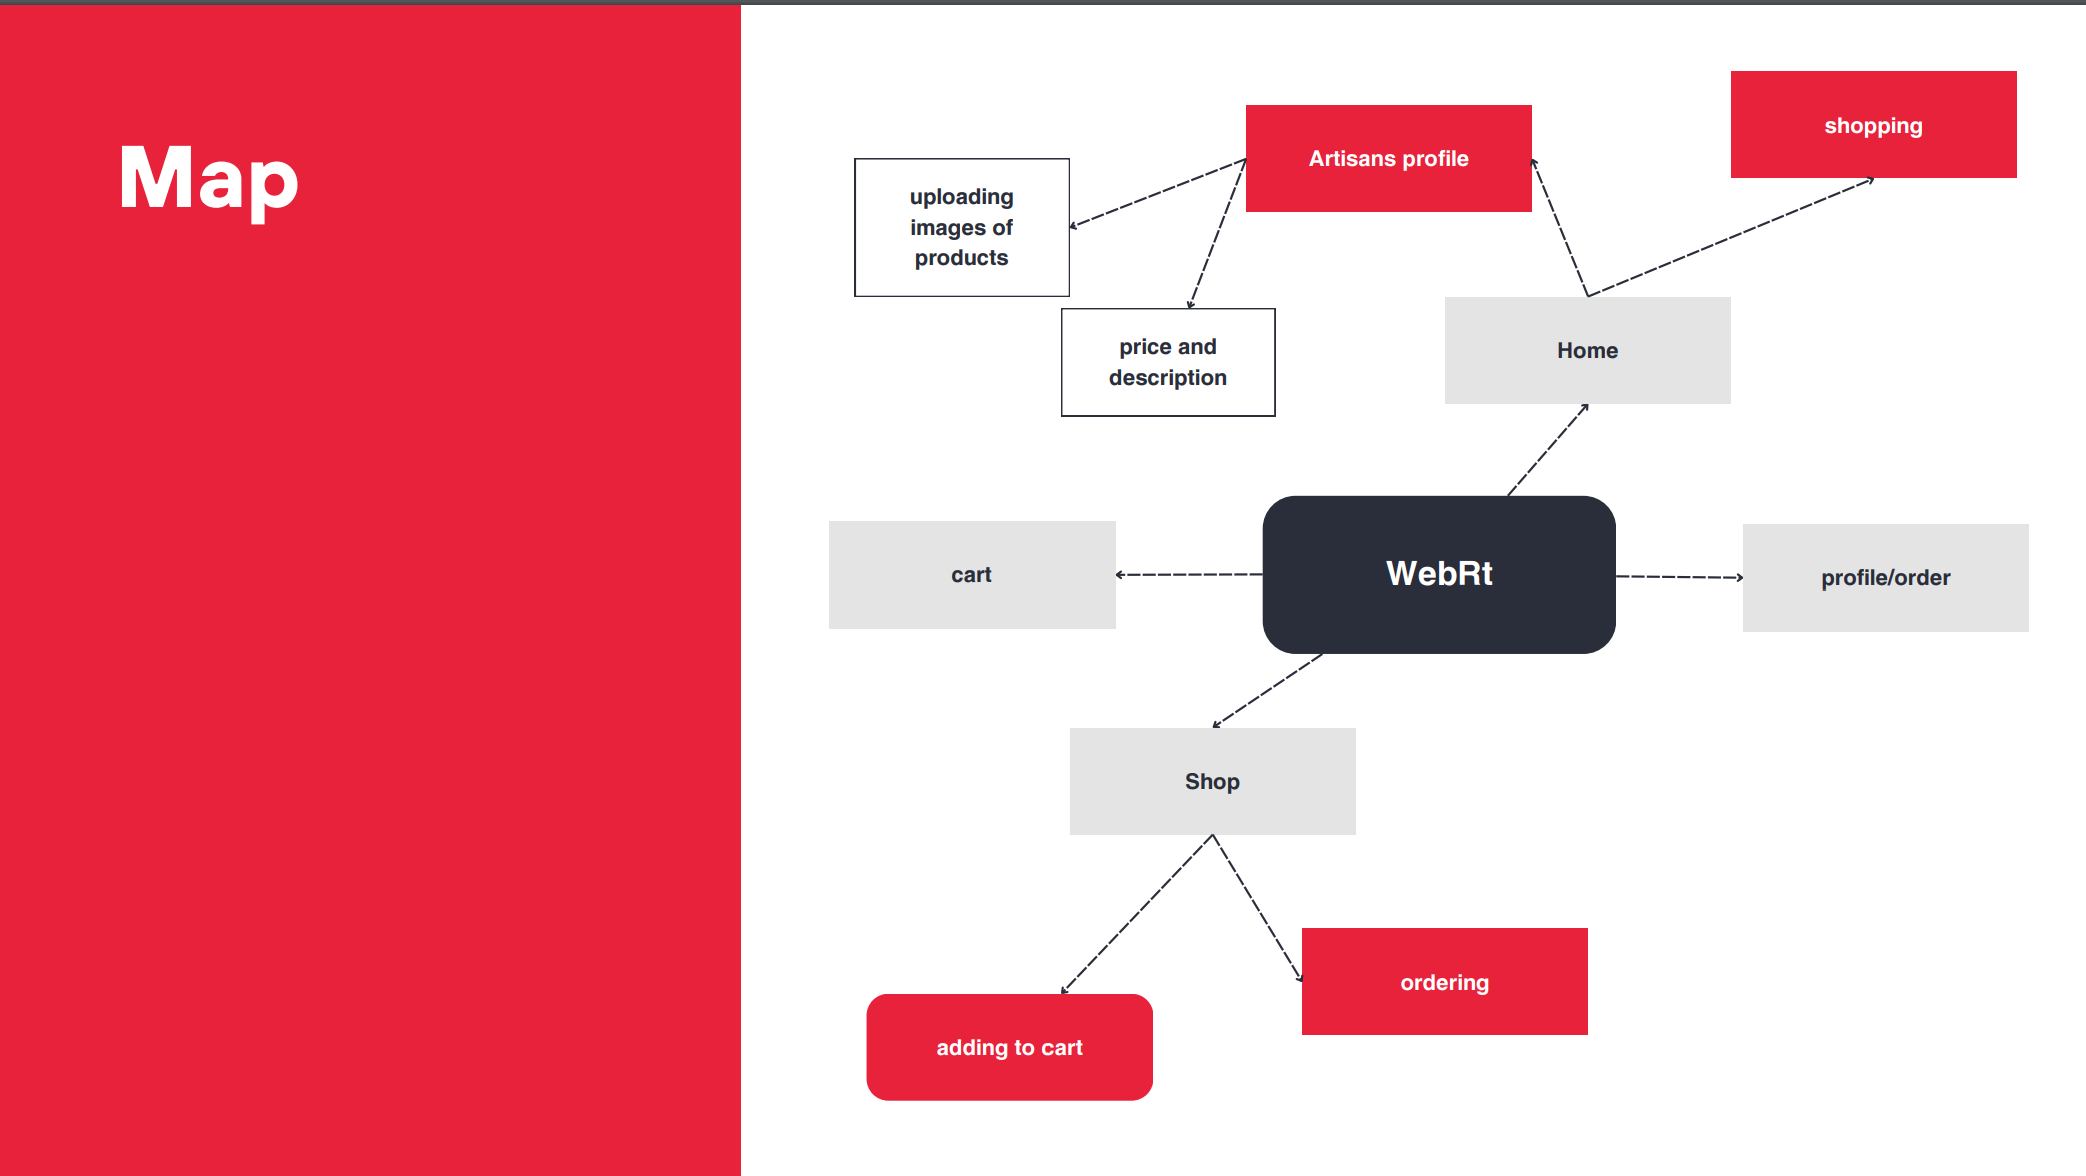 Map
shopping
Artisans profile
uploading
images of
products
price and
description
Home
cart
WebRt
profile/order
Shop
ordering
adding to cart